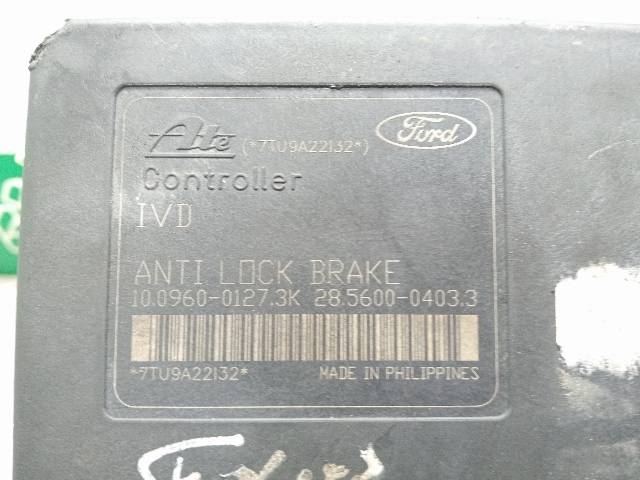 Ate (*7TU9A22132*) Ford
Controller
IVD
ANTI LOCK BRAKE
10.0960-0127.3K 28.5600-0403.3
*7TU9A22132* MADE IN PHILIPPINES